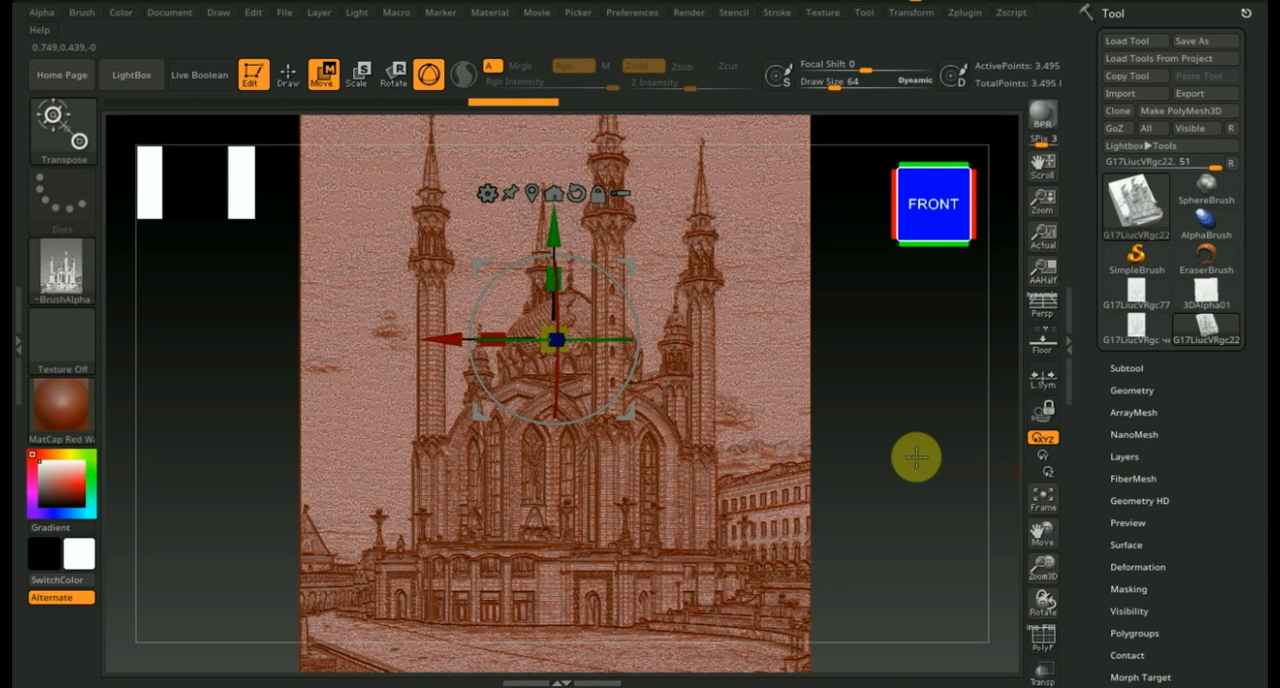 Alpha Brush Color Document Draw Edit File Layer Light Macro Marker Material Movie Picker Preferences Render Stencil Stroke Texture Tool Transform Zplugin Zscript
Help
0.749,0.439,-0
Home Page LightBox Live Boolean Edit Draw Move Scale Rotate
A Mrgb Rgb M Zadd Zsub Zcut
Rgb Intensity Z Intensity
Focal Shift 0
Draw Size 64 Dynamic
S
D
ActivePoints: 3.495
TotalPoints: 3.495
Transpose
Dots
~BrushAlpha
Texture Off
MatCap Red W
Gradient
SwitchColor
Alternate
FRONT
BPR
SPix 3
Scroll
Zoom
Actual
AAHalf
Dynamic
Persp
Floor
L.Sym
XYZ
Y
Z
Frame
Move
Zoom3D
Rotate
PolyF
Transp
Tool
Load Tool Save As
Load Tools From Project
Copy Tool Paste Tool
Import Export
Clone Make PolyMesh3D
GoZ All Visible R
Lightbox▶Tools
G17LiucVRgc22. 51 R
G17LiucVRgc22 SphereBrush
AlphaBrush
SimpleBrush EraserBrush
G17LiucVRgc77 3DAlpha01
G17LiucVRgc G17LiucVRgc22
Subtool
Geometry
ArrayMesh
NanoMesh
Layers
FiberMesh
Geometry HD
Preview
Surface
Deformation
Masking
Visibility
Polygroups
Contact
Morph Target